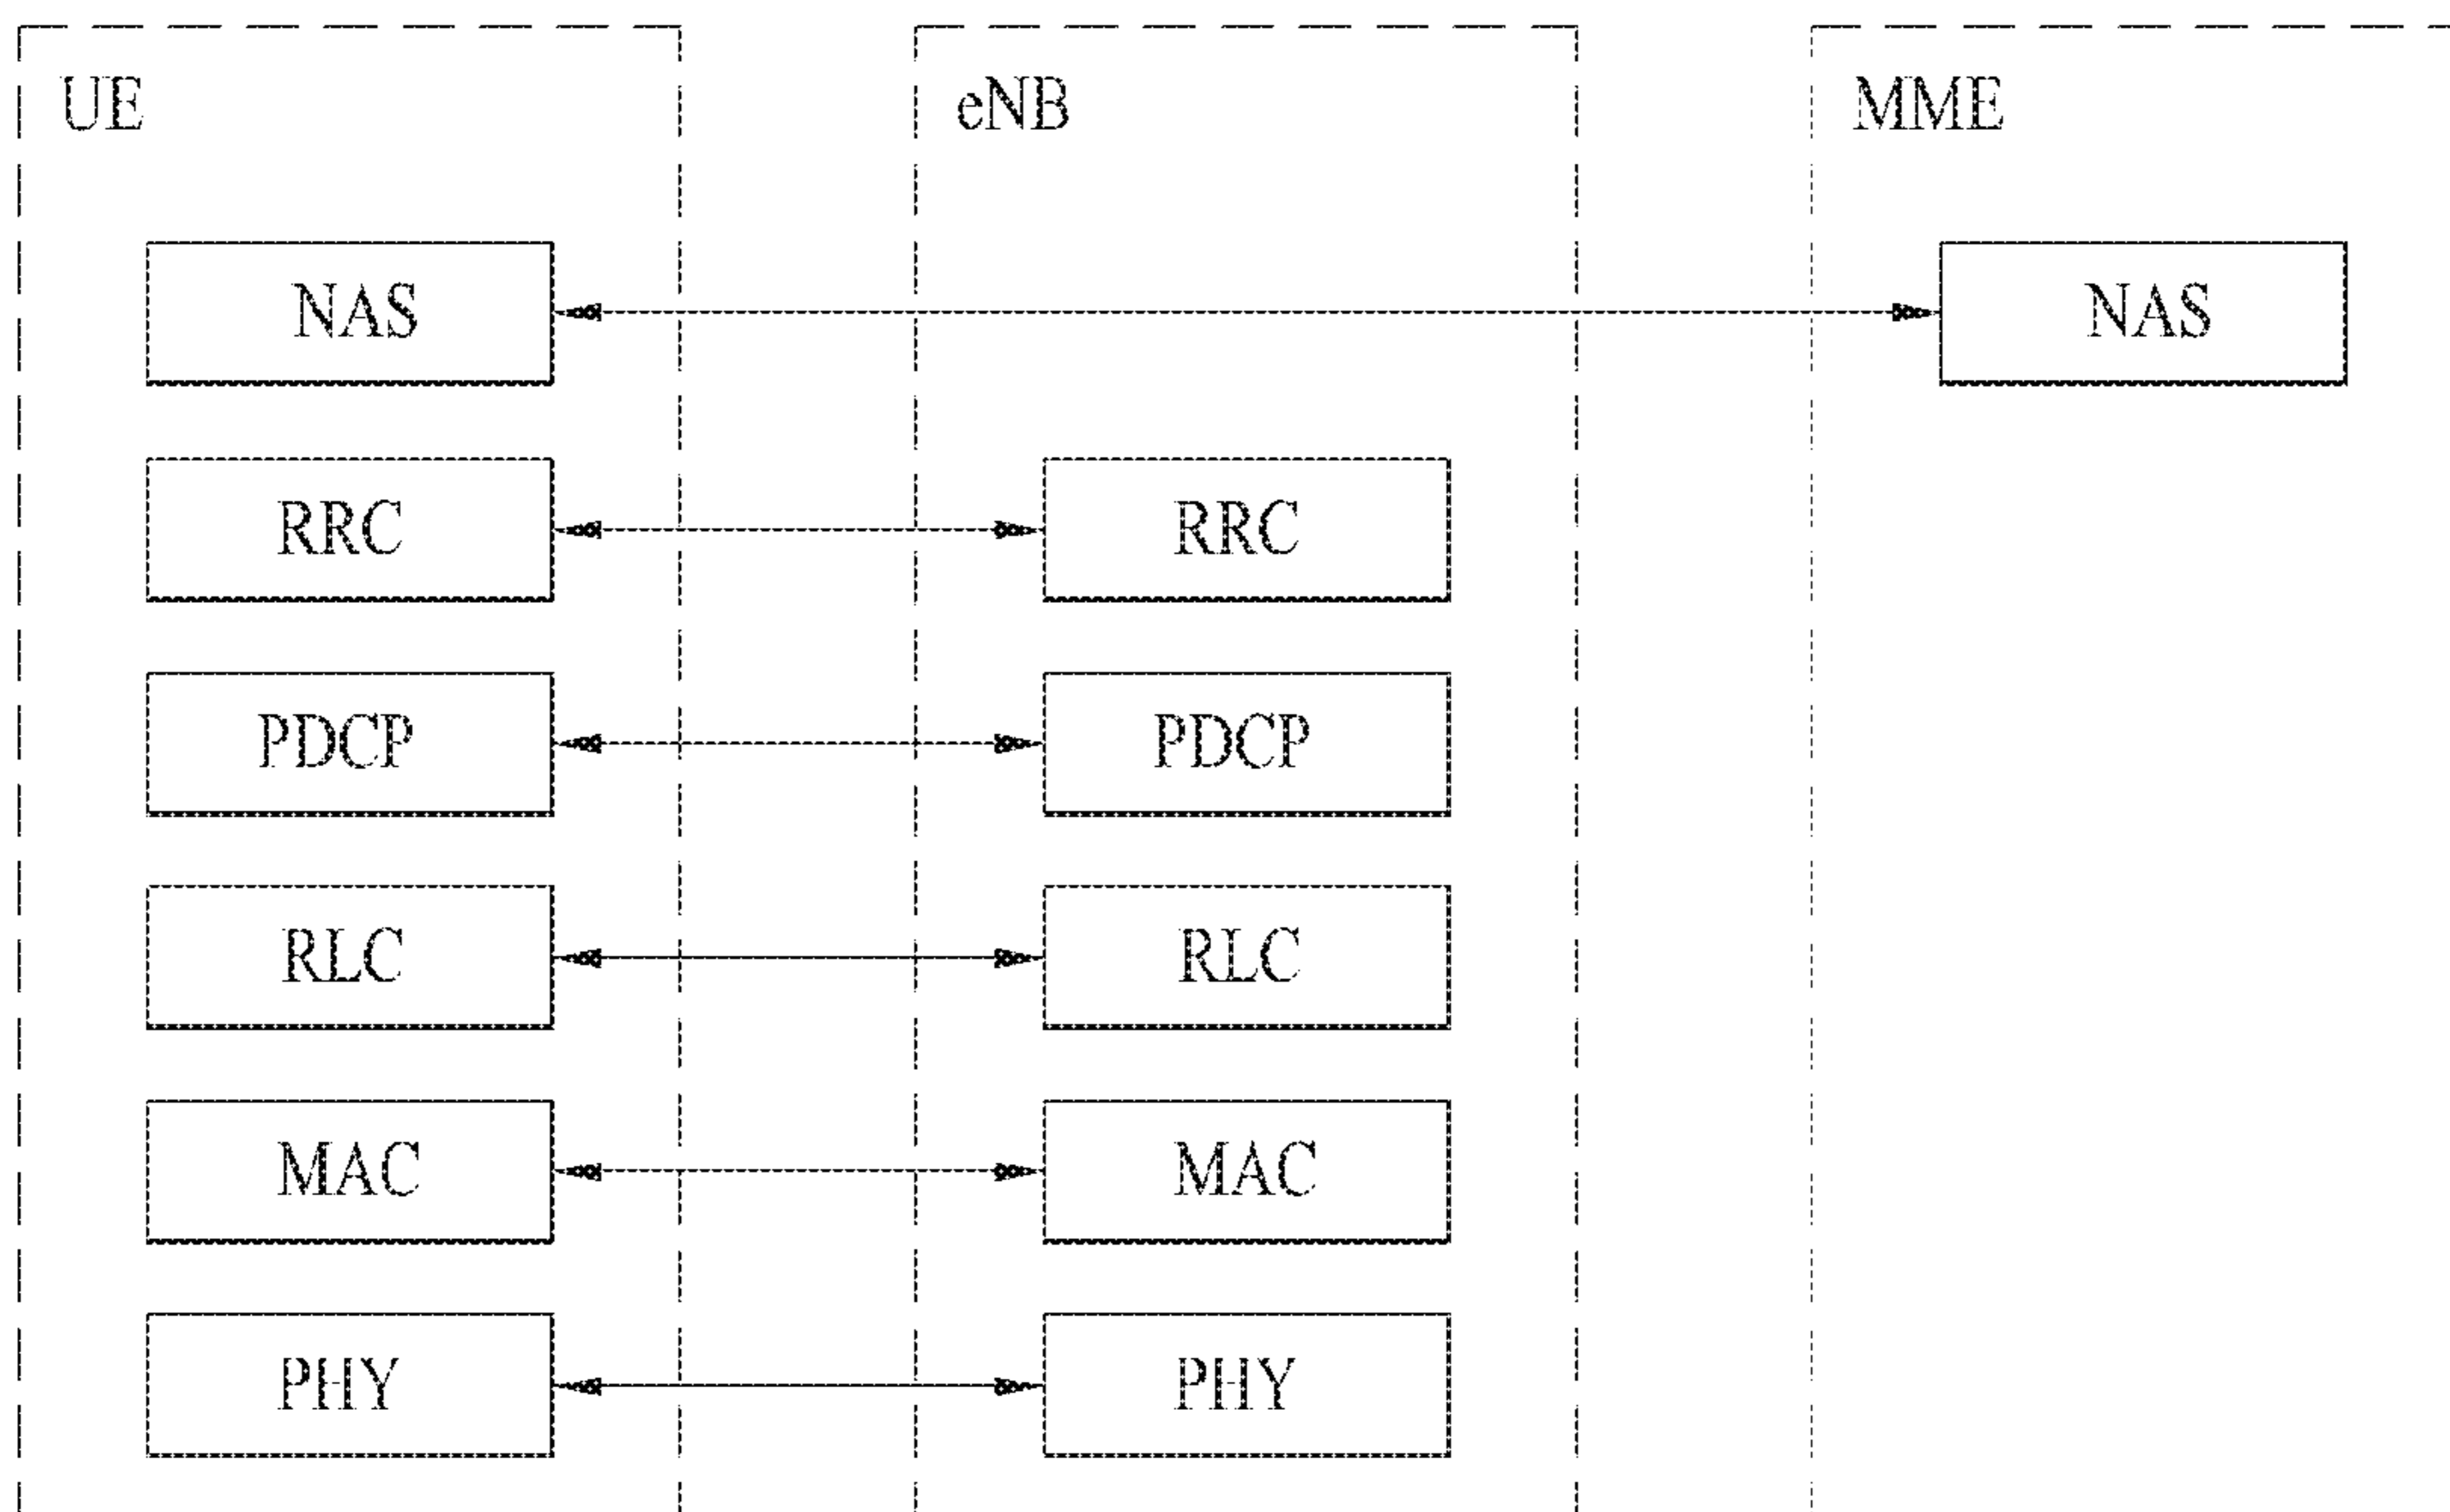 UE eNB MME
NAS NAS
RRC RRC
PDCP PDCP
RLC RLC
MAC MAC
PHY PHY